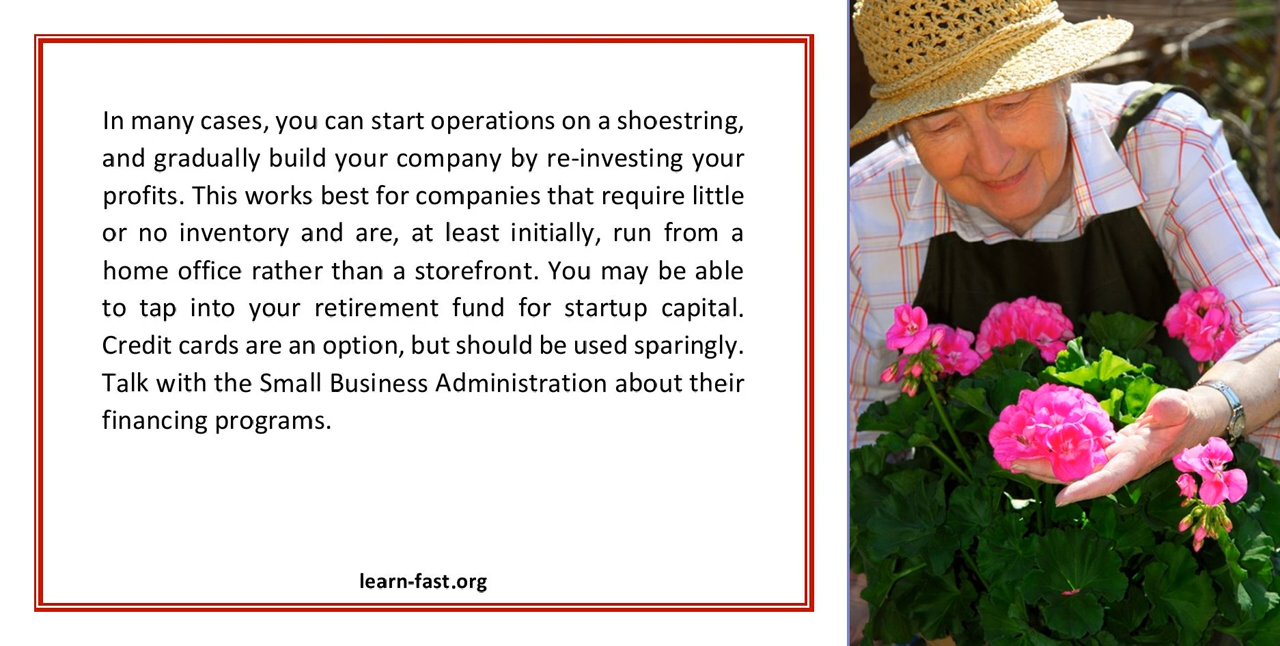 In many cases, you can start operations on a shoestring,
and gradually build your company by re-investing your
profits. This works best for companies that require little
or no inventory and are, at least initially, run from a
home office rather than a storefront. You may be able
to tap into your retirement fund for startup capital.
Credit cards are an option, but should be used sparingly.
Talk with the Small Business Administration about their
financing programs.
learn-fast.org